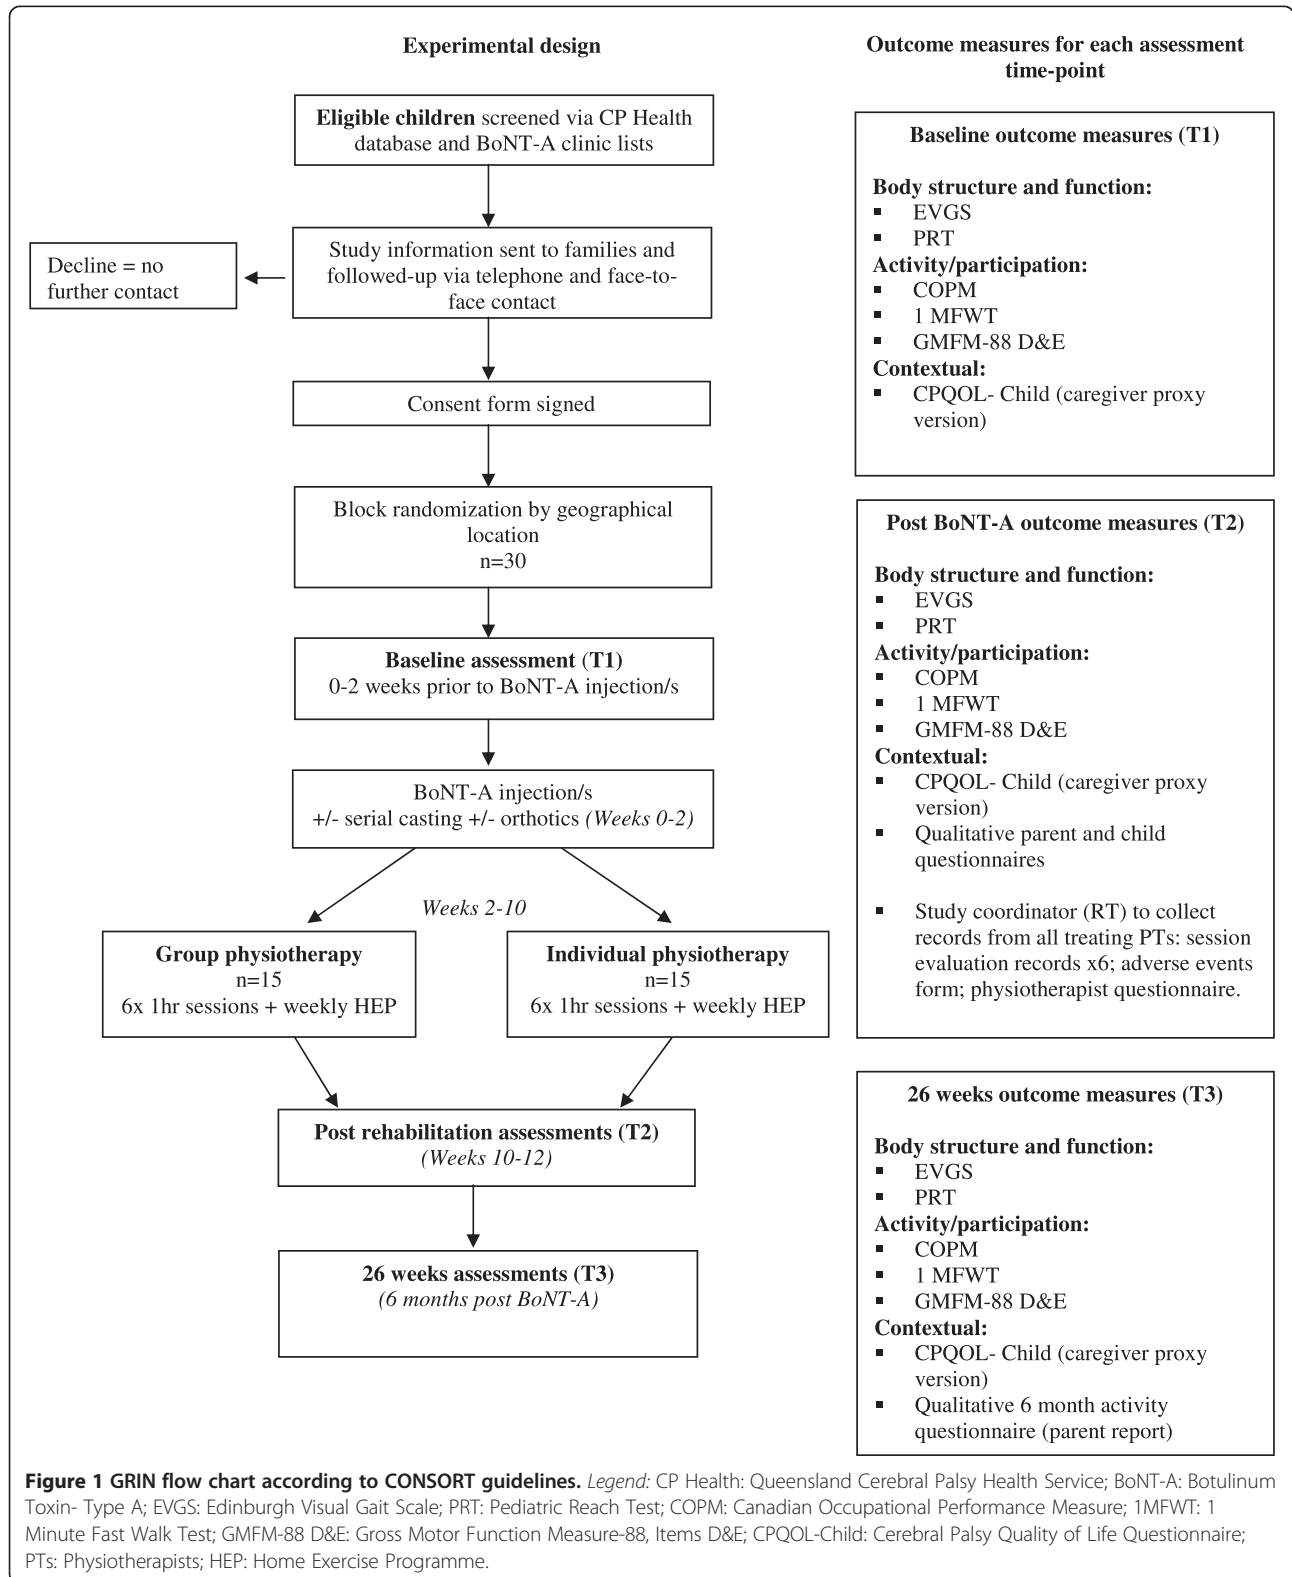 Experimental design
Eligible children screened via CP Health
database and BoNT-A clinic lists
Study information sent to families and
followed-up via telephone and face-to-
face contact
Decline = no
further contact
Consent form signed
Block randomization by geographical
location
n=30
Baseline assessment (T1)
0-2 weeks prior to BoNT-A injection/s
BoNT-A injection/s
+/- serial casting +/- orthotics (Weeks 0-2)
Weeks 2-10
Group physiotherapy
n=15
6x 1hr sessions + weekly HEP
Individual physiotherapy
n=15
6x 1hr sessions + weekly HEP
Post rehabilitation assessments (T2)
(Weeks 10-12)
26 weeks assessments (T3)
(6 months post BoNT-A)
Outcome measures for each assessment
time-point
Baseline outcome measures (T1)
Body structure and function:
▪ EVGS
▪ PRT
Activity/participation:
▪ COPM
▪ 1 MFWT
▪ GMFM-88 D&E
Contextual:
▪ CPQOL- Child (caregiver proxy
version)
Post BoNT-A outcome measures (T2)
Body structure and function:
▪ EVGS
▪ PRT
Activity/participation:
▪ COPM
▪ 1 MFWT
▪ GMFM-88 D&E
Contextual:
▪ CPQOL- Child (caregiver proxy
version)
▪ Qualitative parent and child
questionnaires
▪ Study coordinator (RT) to collect
records from all treating PTs: session
evaluation records x6; adverse events
form; physiotherapist questionnaire.
26 weeks outcome measures (T3)
Body structure and function:
▪ EVGS
▪ PRT
Activity/participation:
▪ COPM
▪ 1 MFWT
▪ GMFM-88 D&E
Contextual:
▪ CPQOL- Child (caregiver proxy
version)
▪ Qualitative 6 month activity
questionnaire (parent report)
Figure 1 GRIN flow chart according to CONSORT guidelines. Legend: CP Health: Queensland Cerebral Palsy Health Service; BoNT-A: Botulinum
Toxin- Type A; EVGS: Edinburgh Visual Gait Scale; PRT: Pediatric Reach Test; COPM: Canadian Occupational Performance Measure; 1MFWT: 1
Minute Fast Walk Test; GMFM-88 D&E: Gross Motor Function Measure-88, Items D&E; CPQOL-Child: Cerebral Palsy Quality of Life Questionnaire;
PTs: Physiotherapists; HEP: Home Exercise Programme.